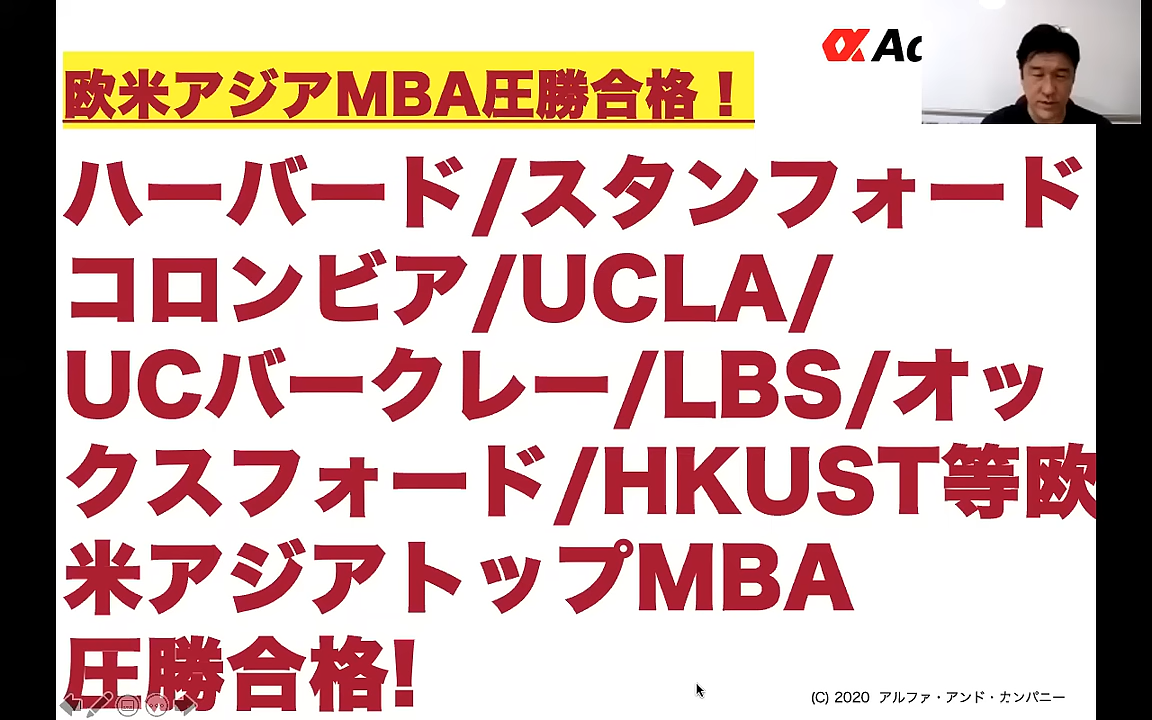 欧米アジアMBA圧勝合格！
ハーバード/スタンフォード
コロンビア/UCLA/
UCバークレー/LBS/オッ
クスフォード/HKUST等欧
米アジアトップMBA
圧勝合格!
(C) 2020 アルファ・アンド・カンパニー